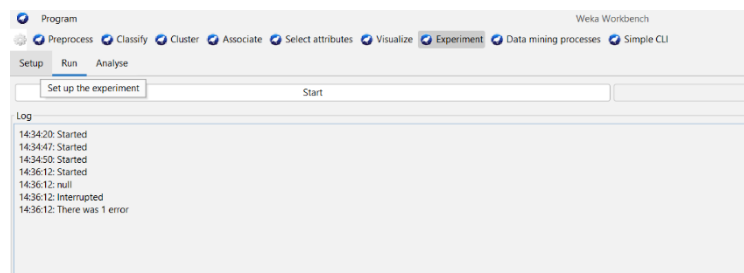 Program
Weka Workbench
Preprocess Classify Cluster Associate Select attributes Visualize Experiment Data mining processes Simple CLI
Setup Run Analyse
Set up the experiment
Start
Log
14:34:20: Started
14:34:47: Started
14:34:50: Started
14:36:12: Started
14:36:12: null
14:36:12: Interrupted
14:36:12: There was 1 error